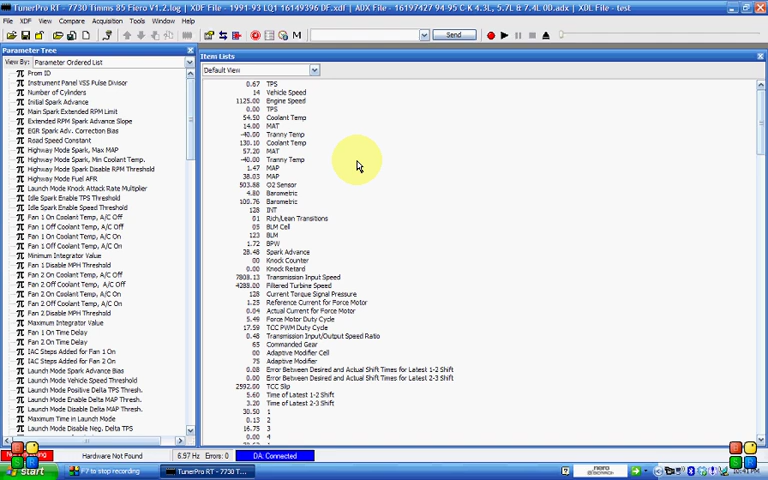 TunerPro RT - 7730 Timms 85 Fiero V1.2.log | XDF File - 1991-93 LQ1 16149396 DF.xdf| ADX File - 16197427 94-95 C-K 4.3L, 5.7L & 7.4L OD.adx| XDL File - test
File XDF View Compare Acquisition Tools Window Help
M Send
Parameter Tree
View By: Parameter Ordered List
Prom ID
Instrument Panel VSS Pulse Divisor
Number of Cylinders
Initial Spark Advance
Main Spark Extended RPM Limit
Extended RPM Spark Advance Slope
EGR Spark Adv. Correction Bias
Road Speed Constant
Highway Mode Spark, Max MAP
Highway Mode Spark, Min Coolant Temp.
Highway Mode Spark Disable RPM Threshold
Highway Mode Fuel AFR
Launch Mode Knock Attack Rate Multiplier
Idle Spark Enable TPS Threshold
Idle Spark Enable Speed Threshold
Fan 1 On Coolant Temp, A/C Off
Fan 1 Off Coolant Temp, A/C Off
Fan 1 On Coolant Temp, A/C On
Fan 1 Off Coolant Temp, A/C On
Minimum Integrator Value
Fan 1 Disable MPH Threshold
Fan 2 On Coolant Temp, A/C Off
Fan 2 Off Coolant Temp, A/C Off
Fan 2 On Coolant Temp, A/C On
Fan 2 Off Coolant Temp, A/C On
Fan 2 Disable MPH Threshold
Maximum Integrator Value
Fan 1 On Time Delay
Fan 2 On Time Delay
IAC Steps Added for Fan 1 On
IAC Steps Added for Fan 2 On
Launch Mode Spark Advance Bias
Launch Mode Vehicle Speed Threshold
Launch Mode Positive Delta TPS Thresh.
Launch Mode Enable Delta MAP Thresh.
Launch Mode Disable Delta MAP Thresh.
Maximum Time in Launch Mode
Launch Mode Disable Neg. Delta TPS
Item Lists
Default View
0.67 TPS
14 Vehicle Speed
1125.00 Engine Speed
0.00 TPS
54.50 Coolant Temp
14.00 MAT
-40.00 Tranny Temp
130.10 Coolant Temp
57.20 MAT
-40.00 Tranny Temp
1.47 MAP
38.03 MAP
503.88 O2 Sensor
4.80 Barometric
100.76 Barometric
128 INT
01 Rich/Lean Transitions
05 BLM Cell
123 BLM
1.72 BPW
28.48 Spark Advance
00 Knock Counter
0.00 Knock Retard
7808.13 Transmission Input Speed
4288.00 Filtered Turbine Speed
128 Current Torque Signal Pressure
1.25 Reference Current for Force Motor
0.04 Actual Current for Force Motor
5.49 Force Motor Duty Cycle
17.59 TCC PWM Duty Cycle
0.48 Transmission Input/Output Speed Ratio
65 Commanded Gear
00 Adaptive Modifier Cell
75 Adaptive Modifier
0.08 Error Between Desired and Actual Shift Times for Latest 1-2 Shift
0.00 Error Between Desired and Actual Shift Times for Latest 2-3 Shift
2592.00 TCC Slip
5.60 Time of Latest 1-2 Shift
3.20 Time of Latest 2-3 Shift
30.50 1
0.13 2
16.75 3
0.00 4
Hardware Not Found 6.97 Hz Errors: 0 DA: Connected
start F7 to stop recording TunerPro RT - 7730 T... fiero